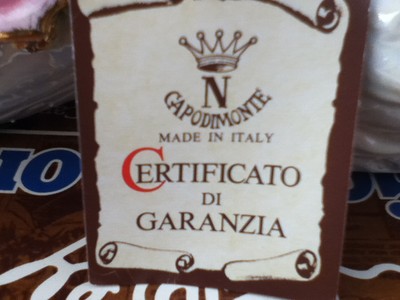 N
CAPODIMONTE
MADE IN ITALY
CERTIFICATO
DI
GARANZIA